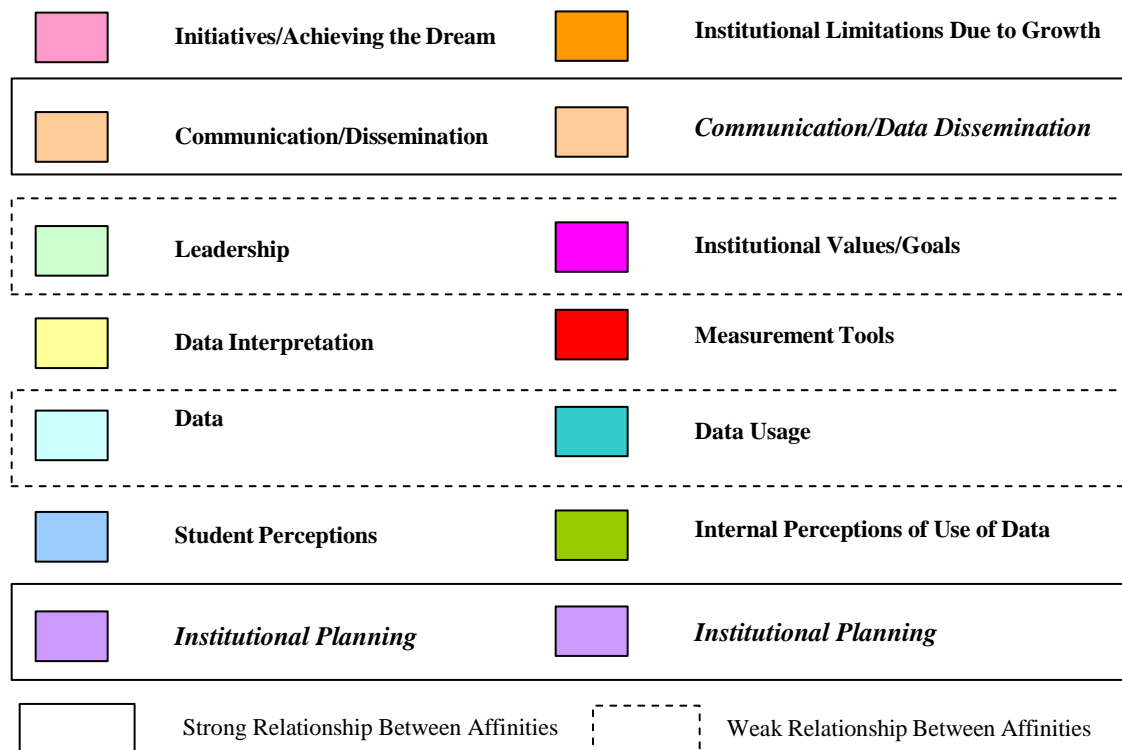 Initiatives/Achieving the Dream
Institutional Limitations Due to Growth
Communication/Dissemination
Communication/Data Dissemination
Leadership
Institutional Values/Goals
Data Interpretation
Measurement Tools
Data
Data Usage
Student Perceptions
Internal Perceptions of Use of Data
Institutional Planning
Institutional Planning
Strong Relationship Between Affinities
Weak Relationship Between Affinities